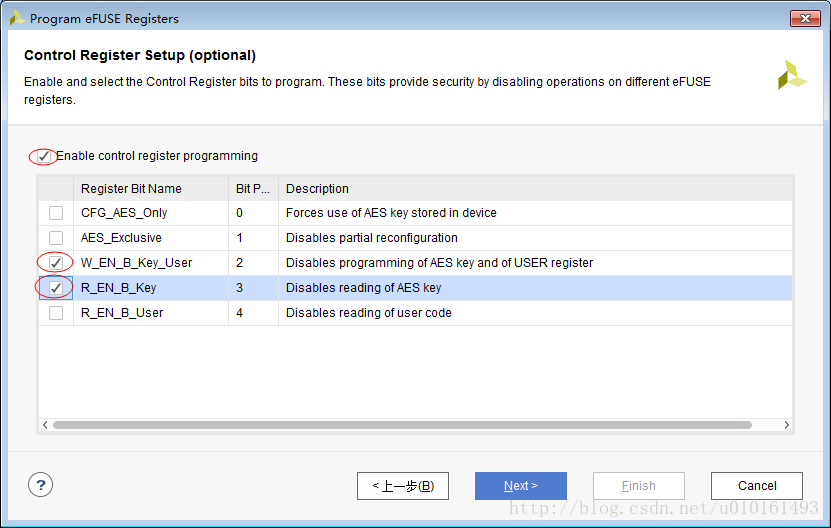 Program eFUSE Registers
Control Register Setup (optional)
Enable and select the Control Register bits to program. These bits provide security by disabling operations on different eFUSE
registers.
Enable control register programming
Register Bit Name Bit P... Description
CFG_AES_Only 0 Forces use of AES key stored in device
AES_Exclusive 1 Disables partial reconfiguration
W_EN_B_Key_User 2 Disables programming of AES key and of USER register
R_EN_B_Key 3 Disables reading of AES key
R_EN_B_User 4 Disables reading of user code
? < 上一步(B) Next > Finish Cancel
http://blog.csdn.net/u010161493